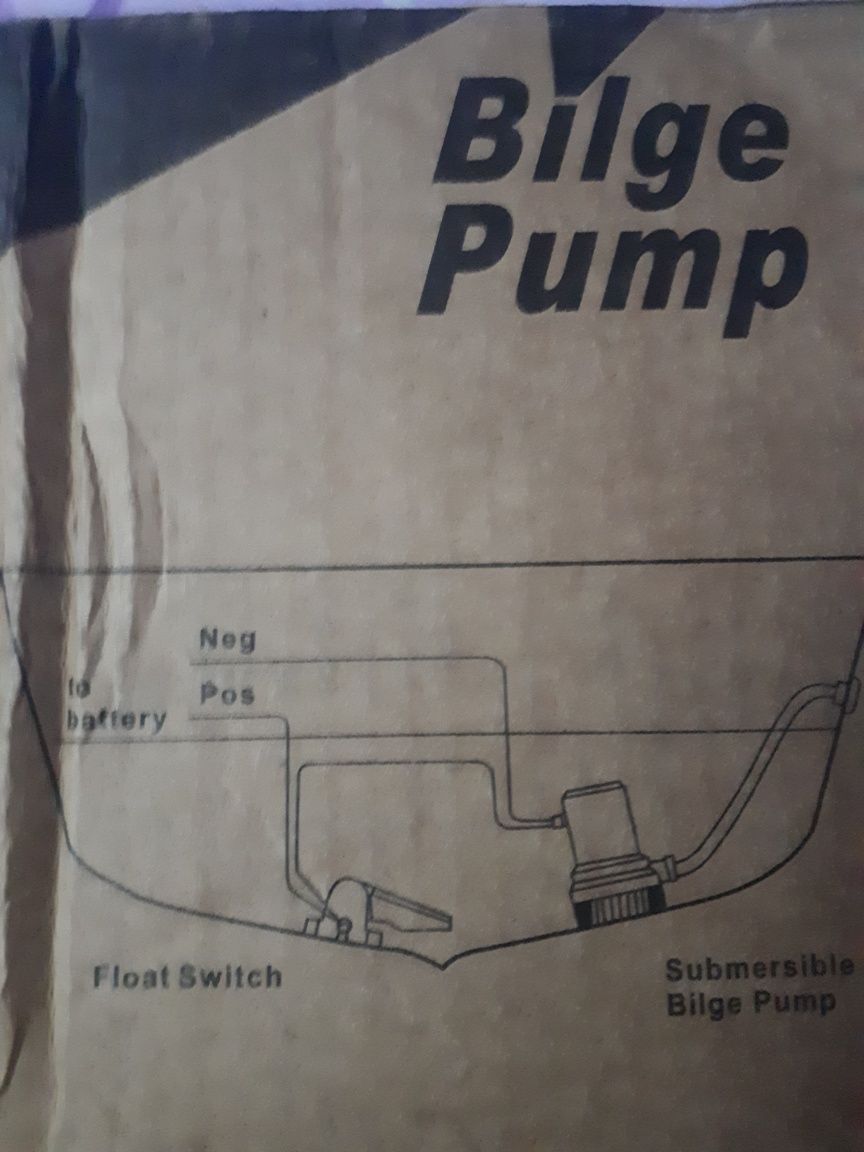 Bilge
Pump
Neg
to
Pos
battery
Float Switch
Submersible
Bilge Pump